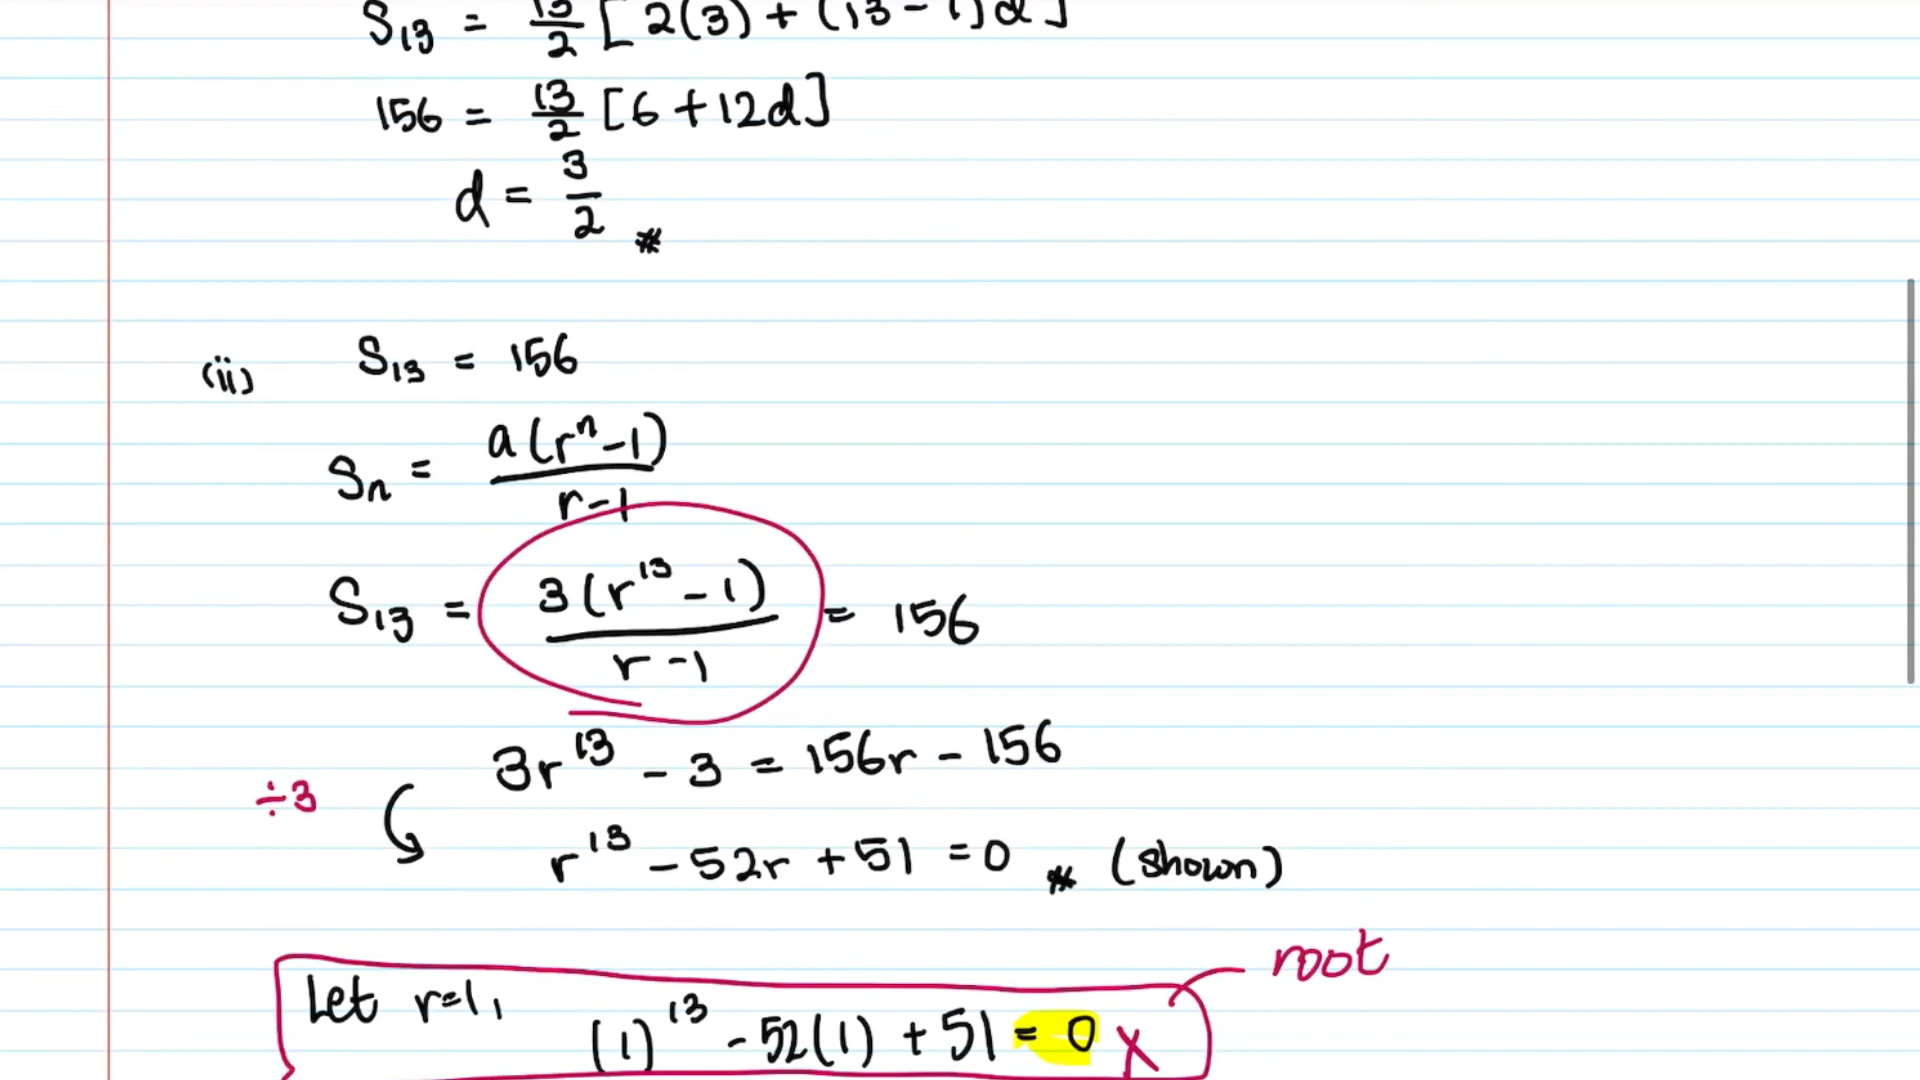 S₁₃ = 13/2 [2(3) + (13 - 1)d]
156 = 13/2 [6 + 12d]
d = 3/2 *
(ii) S₁₃ = 156
Sₙ = a(rⁿ - 1) / r - 1
S₁₃ = 3(r¹³ - 1) / r - 1 = 156
3r¹³ - 3 = 156r - 156
÷3
r¹³ - 52r + 51 = 0 * (shown)
root
Let r=1,
(1)¹³ - 52(1) + 51 = 0 X